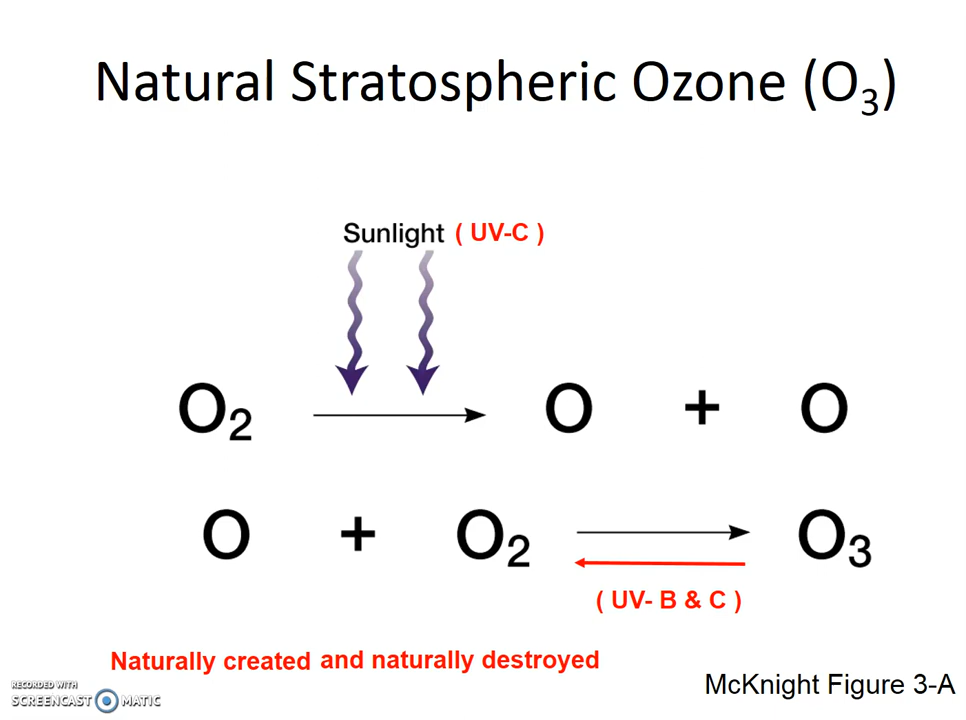 Natural Stratospheric Ozone (O₃)
Sunlight ( UV-C )
O₂ → O + O
O + O₂ → O₃
( UV- B & C )
Naturally created and naturally destroyed
RECORDED WITH
SCREENCAST MATIC
McKnight Figure 3-A